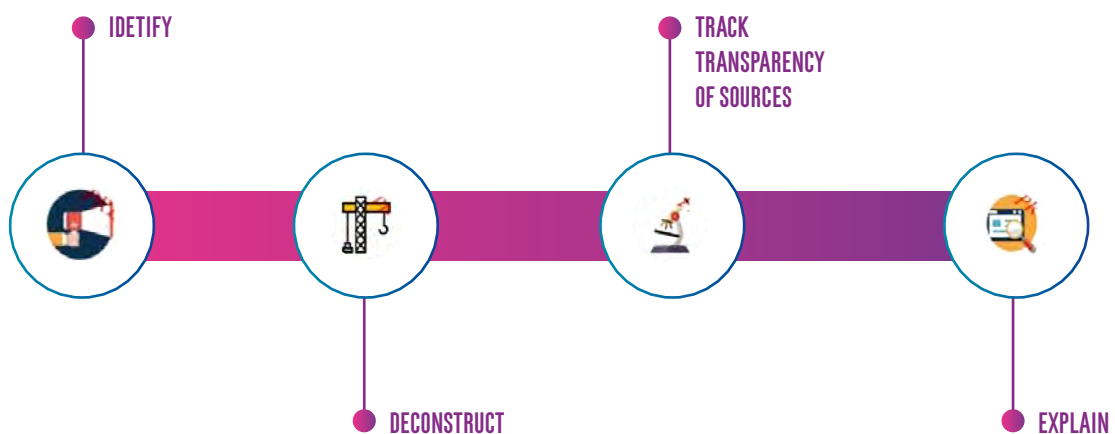 IDETIFY
TRACK
TRANSPARENCY
OF SOURCES
DECONSTRUCT
EXPLAIN